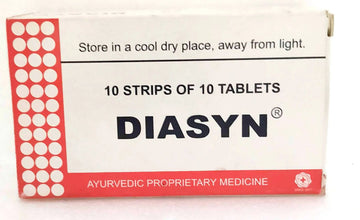 Store in a cool dry place, away from light.
10 STRIPS OF 10 TABLETS
DIASYN®
AYURVEDIC PROPRIETARY MEDICINE